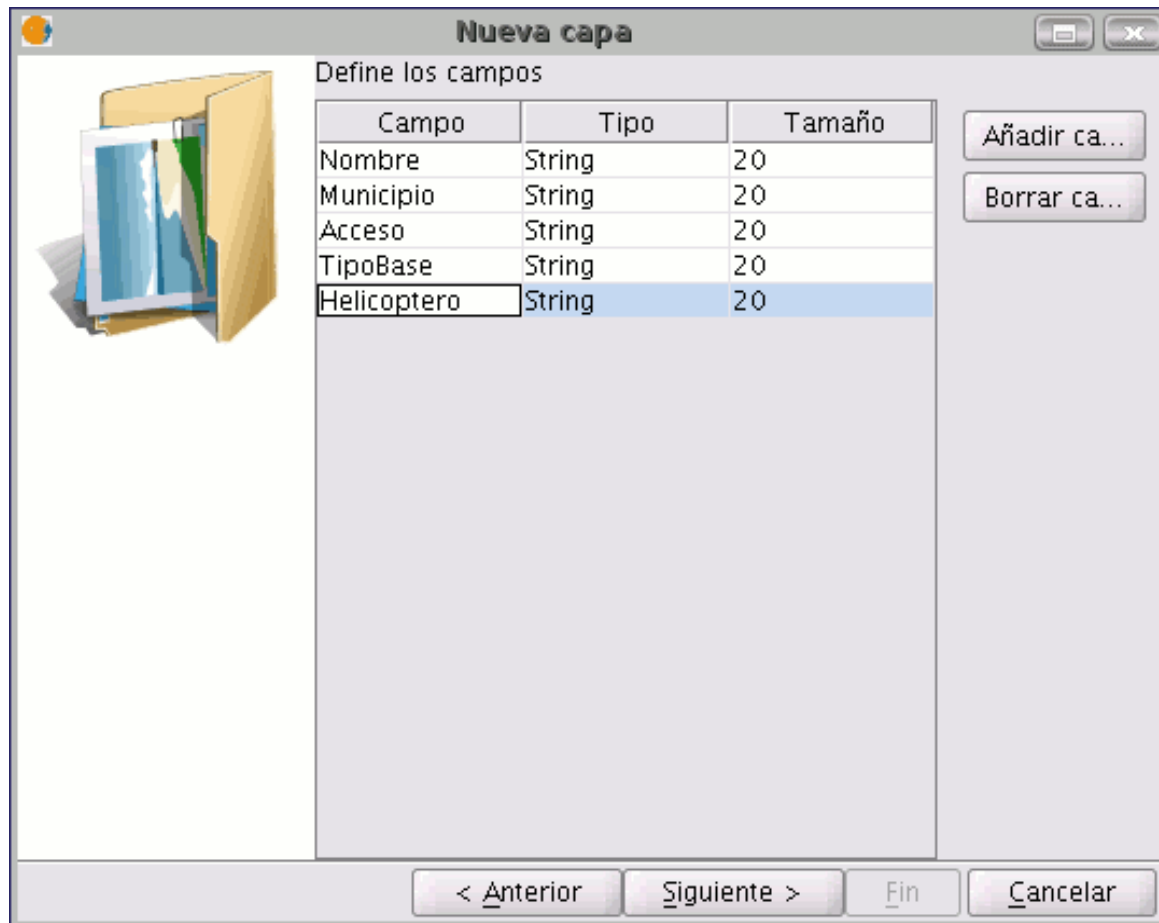 Nueva capa
Define los campos
Campo Tipo Tamaño
Nombre String 20
Municipio String 20
Acceso String 20
TipoBase String 20
Helicoptero String 20
Añadir ca...
Borrar ca...
< Anterior Siguiente > Fin Cancelar